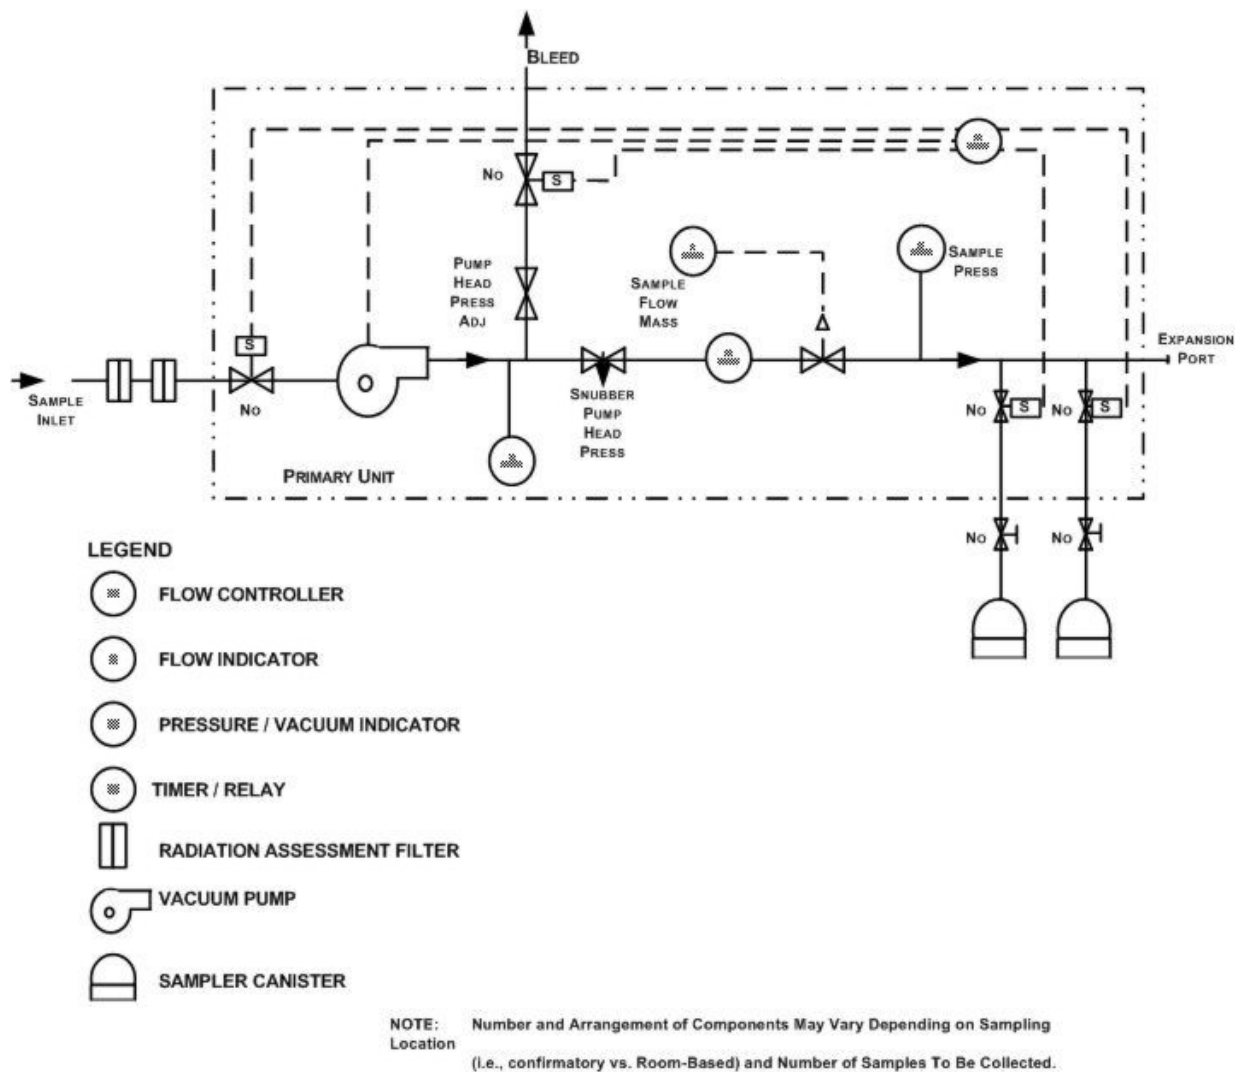 BLEED
NO
S
PUMP
HEAD
PRESS
ADJ
SAMPLE
FLOW
MASS
SAMPLE
PRESS
S
EXPANSION
PORT
SAMPLE
INLET
NO
SNUBBER
PUMP
HEAD
PRESS
NO
S
NO
S
PRIMARY UNIT
NO
NO
LEGEND
FLOW CONTROLLER
FLOW INDICATOR
PRESSURE / VACUUM INDICATOR
TIMER / RELAY
RADIATION ASSESSMENT FILTER
VACUUM PUMP
SAMPLER CANISTER
NOTE: Number and Arrangement of Components May Vary Depending on Sampling
Location
(i.e., confirmatory vs. Room-Based) and Number of Samples To Be Collected.